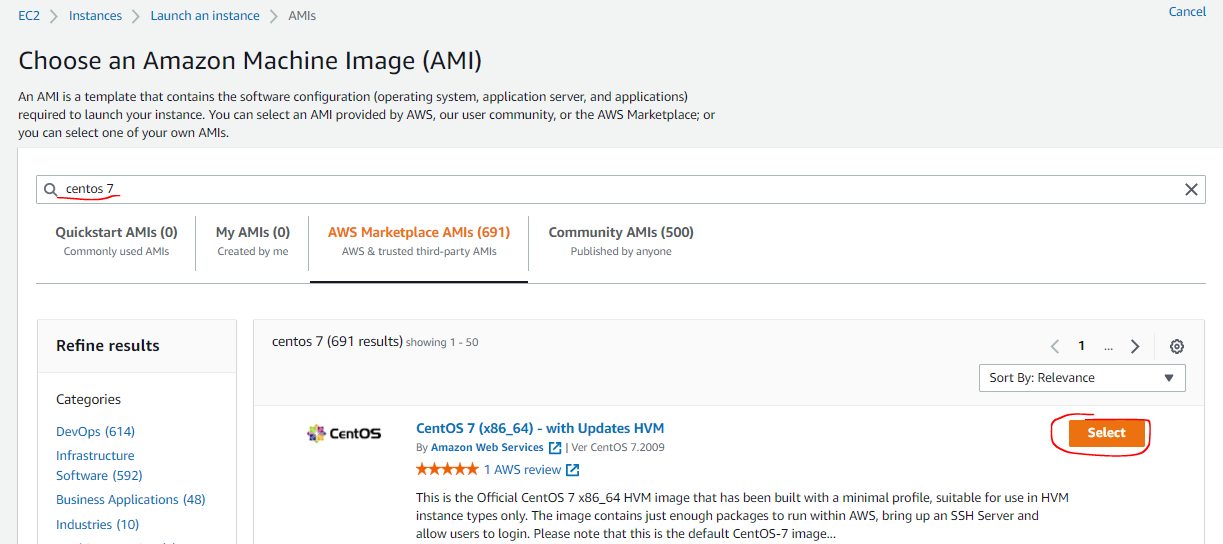 EC2 > Instances > Launch an instance > AMIs
Cancel
Choose an Amazon Machine Image (AMI)
An AMI is a template that contains the software configuration (operating system, application server, and applications)
required to launch your instance. You can select an AMI provided by AWS, our user community, or the AWS Marketplace; or
you can select one of your own AMIs.
centos 7
Quickstart AMIs (0)
Commonly used AMIs
My AMIs (0)
Created by me
AWS Marketplace AMIs (691)
AWS & trusted third-party AMIs
Community AMIs (500)
Published by anyone
Refine results
Categories
DevOps (614)
Infrastructure
Software (592)
Business Applications (48)
Industries (10)
centos 7 (691 results) showing 1 - 50
1 ...
Sort By: Relevance
CentOS
CentOS 7 (x86_64) - with Updates HVM
By Amazon Web Services | Ver CentOS 7.2009
1 AWS review
Select
This is the Official CentOS 7 x86_64 HVM image that has been built with a minimal profile, suitable for use in HVM
instance types only. The image contains just enough packages to run within AWS, bring up an SSH Server and
allow users to login. Please note that this is the default CentOS-7 image...